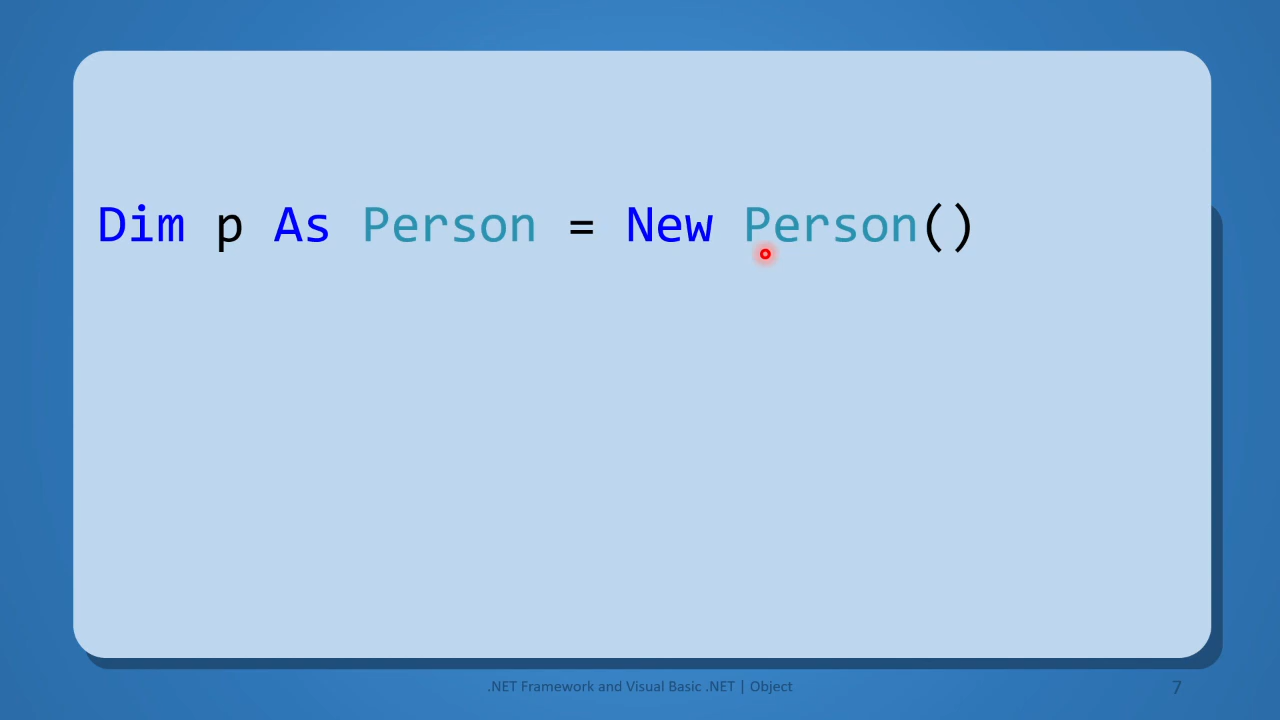 Dim p As Person = New Person()
.NET Framework and Visual Basic .NET | Object
7